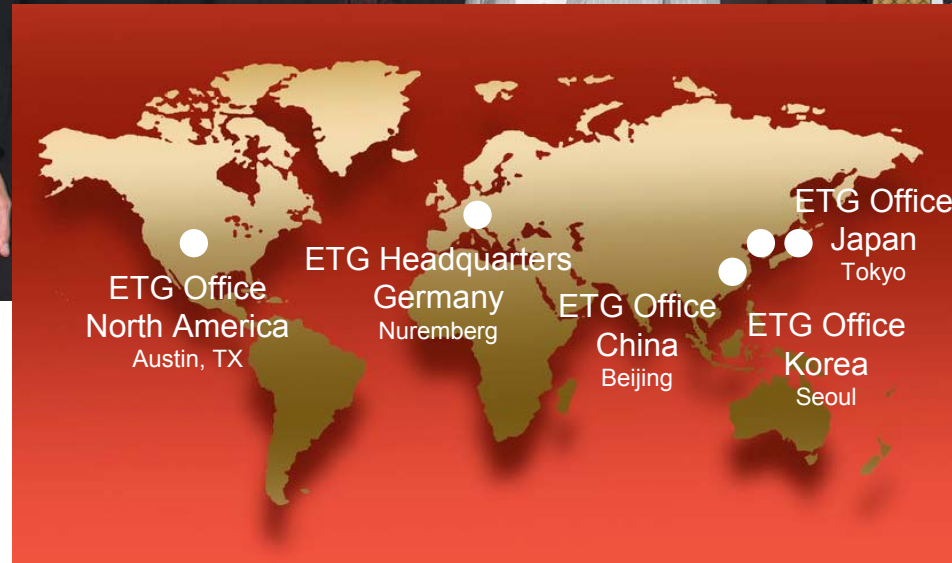 ETG Office
North America
Austin, TX
ETG Headquarters
Germany
Nuremberg
ETG Office
China
Beijing
ETG Office
Japan
Tokyo
ETG Office
Korea
Seoul